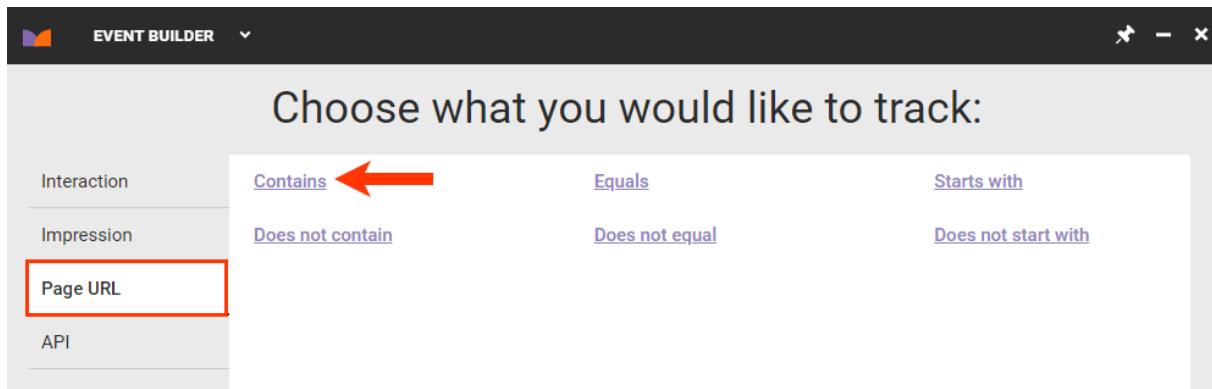 EVENT BUILDER
Choose what you would like to track:
Interaction
Contains
Equals
Starts with
Impression
Does not contain
Does not equal
Does not start with
Page URL
API